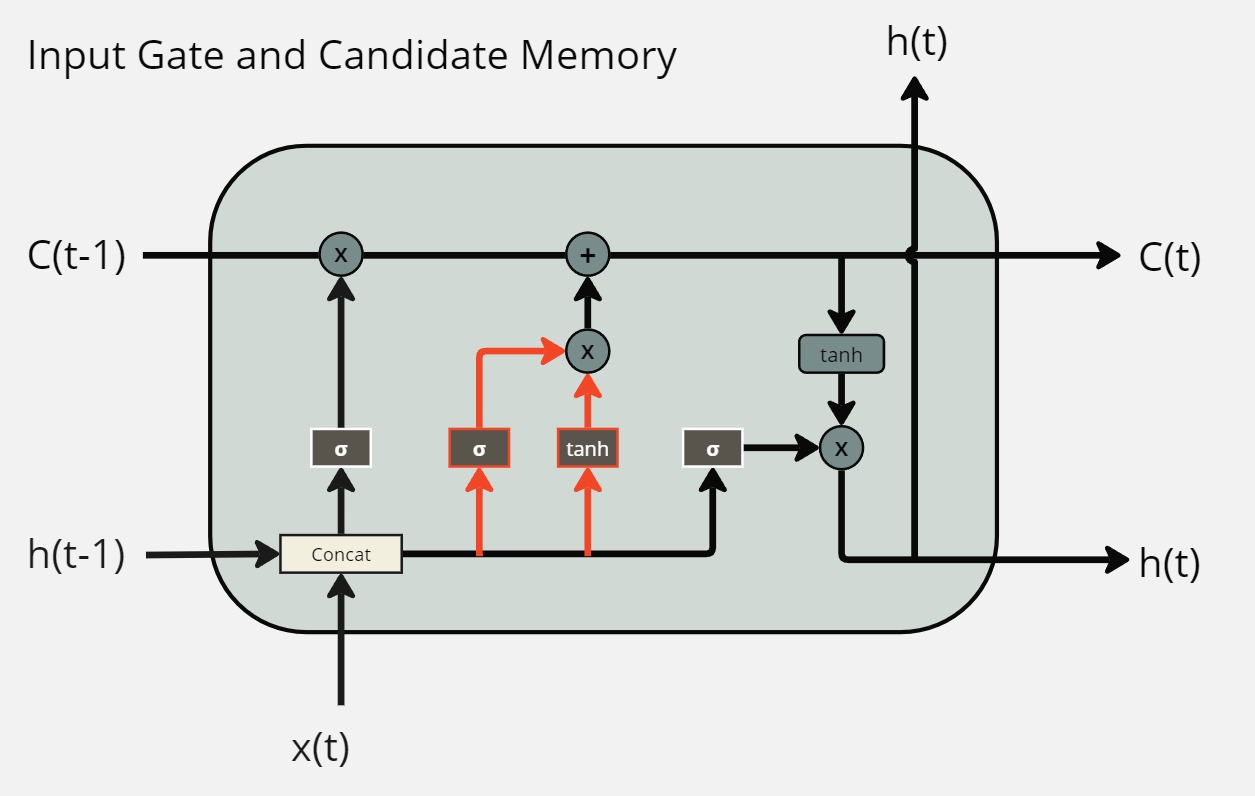 Input Gate and Candidate Memory
h(t)
C(t-1)
x
+
C(t)
x
tanh
σ
σ
tanh
σ
x
h(t-1)
Concat
h(t)
x(t)